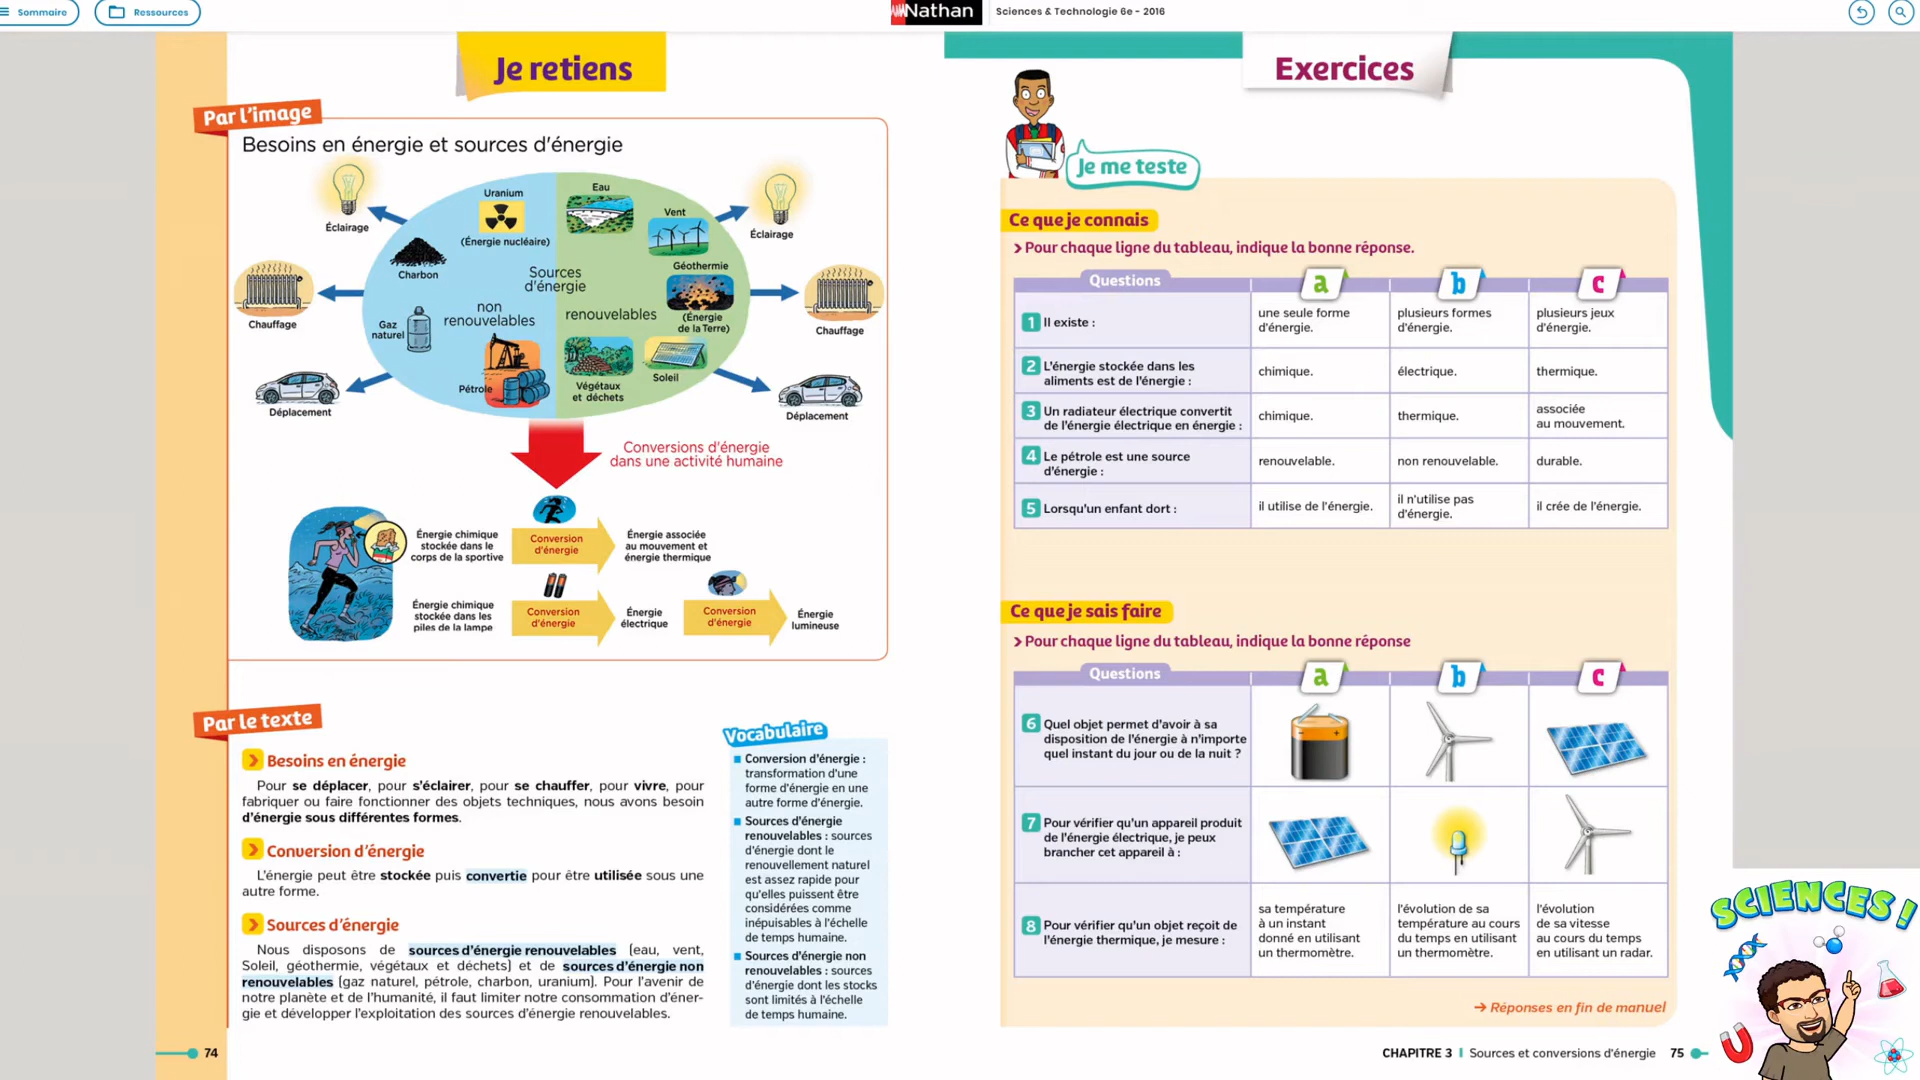 Sommaire
Ressources
Nathan
Sciences & Technologie 6e - 2016
Je retiens
Par l'image
Besoins en énergie et sources d'énergie
Éclairage
Uranium
(Énergie nucléaire)
Eau
Vent
Éclairage
Charbon
Sources
d'énergie
Géothermie
(Énergie
de la Terre)
Chauffage
Gaz
naturel
non
renouvelables
renouvelables
Chauffage
Pétrole
Végétaux
et déchets
Soleil
Déplacement
Déplacement
Conversions d'énergie
dans une activité humaine
Énergie chimique
stockée dans le
corps de la sportive
Conversion
d'énergie
Énergie associée
au mouvement et
énergie thermique
Énergie chimique
stockée dans les
piles de la lampe
Conversion
d'énergie
Énergie
électrique
Conversion
d'énergie
Énergie
lumineuse
Par le texte
Besoins en énergie
Pour se déplacer, pour s'éclairer, pour se chauffer, pour vivre, pour
fabriquer ou faire fonctionner des objets techniques, nous avons besoin
d'énergie sous différentes formes.
Conversion d'énergie
L'énergie peut être stockée puis convertie pour être utilisée sous une
autre forme.
Sources d'énergie
Nous disposons de sources d'énergie renouvelables (eau, vent,
Soleil, géothermie, végétaux et déchets) et de sources d'énergie non
renouvelables (gaz naturel, pétrole, charbon, uranium). Pour l'avenir de
notre planète et de l'humanité, il faut limiter notre consommation d'éner-
gie et développer l'exploitation des sources d'énergie renouvelables.
Vocabulaire
Conversion d'énergie :
transformation d'une
forme d'énergie en une
autre forme d'énergie.
Sources d'énergie
renouvelables : sources
d'énergie dont le
renouvellement naturel
est assez rapide pour
qu'elles puissent être
considérées comme
inépuisables à l'échelle
de temps humaine.
Sources d'énergie non
renouvelables : sources
d'énergie dont les stocks
sont limités à l'échelle
de temps humaine.
74
Exercices
Je me teste
Ce que je connais
> Pour chaque ligne du tableau, indique la bonne réponse.
Questions a b c
1 Il existe :
une seule forme
d'énergie.
plusieurs formes
d'énergie.
plusieurs jeux
d'énergie.
2 L'énergie stockée dans les
aliments est de l'énergie :
chimique.
électrique.
thermique.
3 Un radiateur électrique convertit
de l'énergie électrique en énergie :
chimique.
thermique.
associée
au mouvement.
4 Le pétrole est une source
d'énergie :
renouvelable.
non renouvelable.
durable.
5 Lorsqu'un enfant dort :
il utilise de l'énergie.
il n'utilise pas
d'énergie.
il crée de l'énergie.
Ce que je sais faire
> Pour chaque ligne du tableau, indique la bonne réponse
Questions a b c
6 Quel objet permet d'avoir à sa
disposition de l'énergie à n'importe
quel instant du jour ou de la nuit ?
7 Pour vérifier qu'un appareil produit
de l'énergie électrique, je peux
brancher cet appareil à :
8 Pour vérifier qu'un objet reçoit de
l'énergie thermique, je mesure :
sa température
à un instant
donné en utilisant
un thermomètre.
l'évolution de sa
température au cours
du temps en utilisant
un thermomètre.
l'évolution
de sa vitesse
au cours du temps
en utilisant un radar.
→ Réponses en fin de manuel
CHAPITRE 3 | Sources et conversions d'énergie 75
SCIENCES !